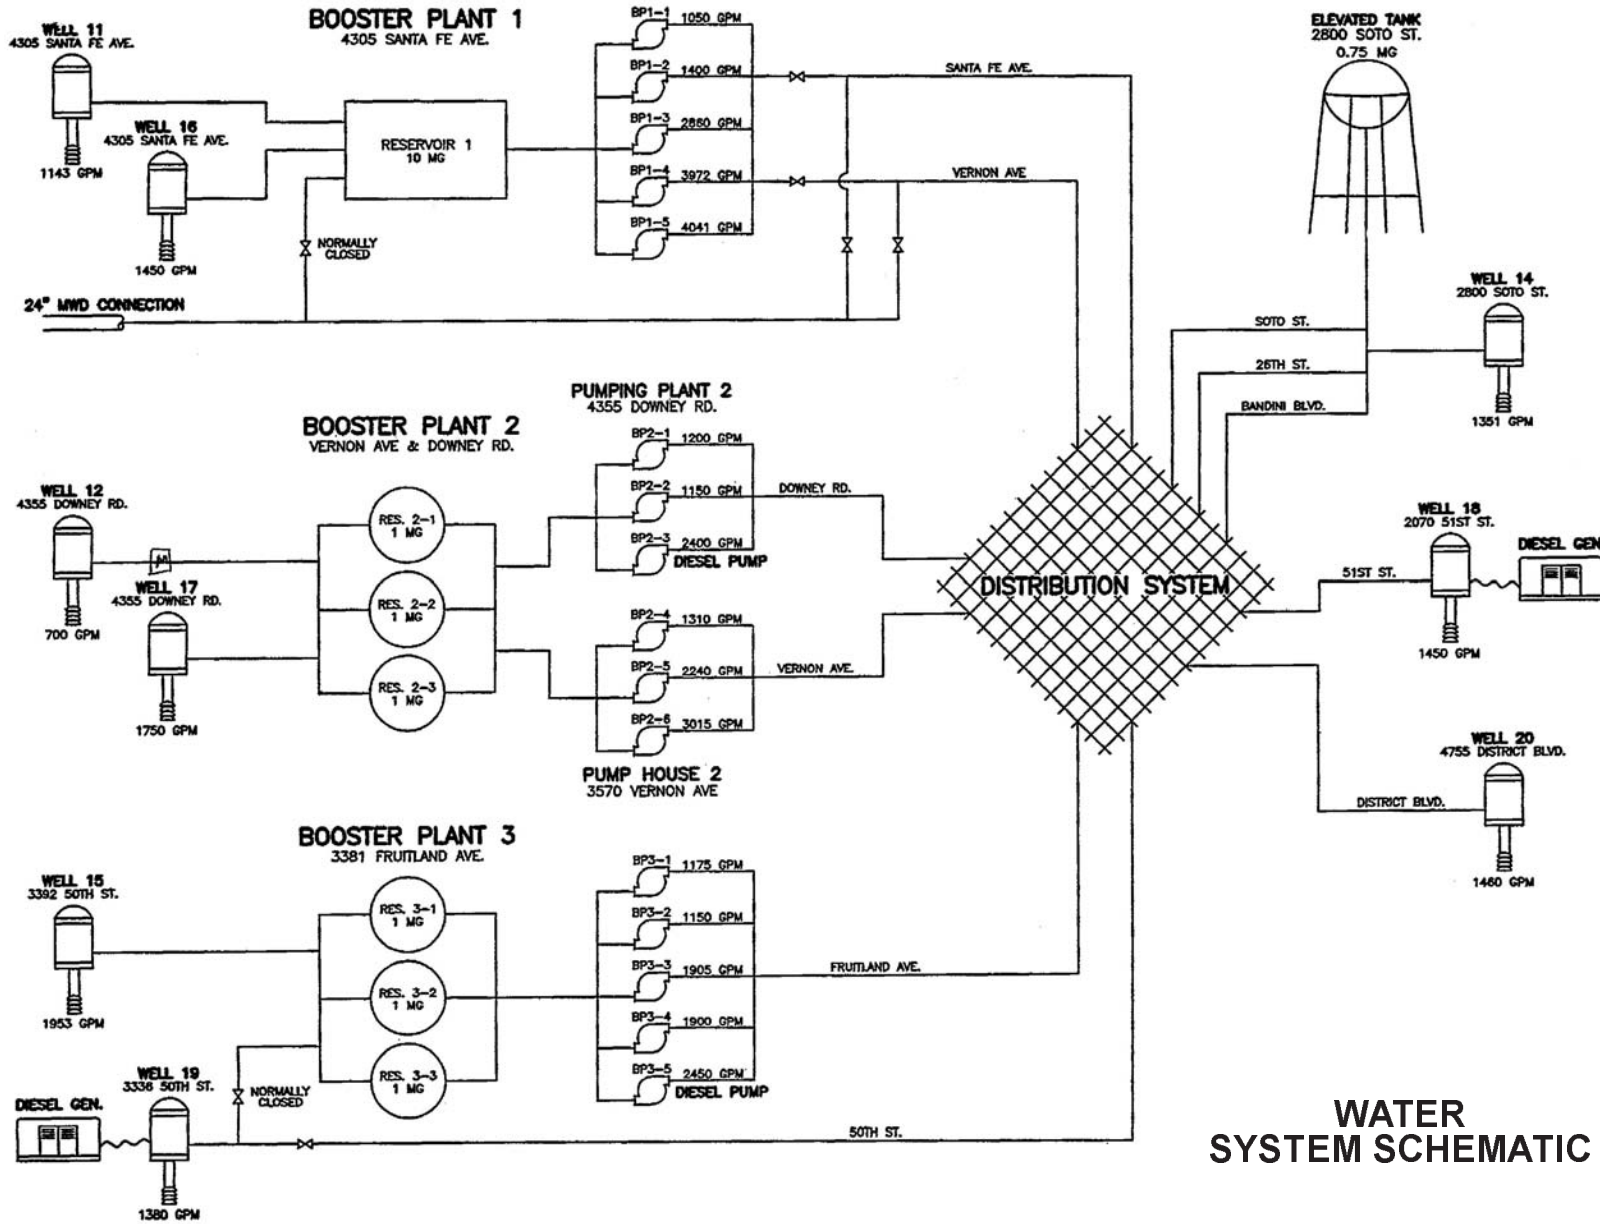 BOOSTER PLANT 1
4305 SANTA FE AVE.
WELL 11
4305 SANTA FE AVE.
1143 GPM
WELL 16
4305 SANTA FE AVE.
1450 GPM
RESERVOIR 1
10 MG
NORMALLY
CLOSED
24" MWD CONNECTION
BP1-1
1050 GPM
BP1-2
1400 GPM
BP1-3
2860 GPM
BP1-4
3972 GPM
BP1-5
4041 GPM
SANTA FE AVE.
VERNON AVE
ELEVATED TANK
2800 SOTO ST.
0.75 MG
WELL 14
2800 SOTO ST.
1351 GPM
SOTO ST.
26TH ST.
BANDINI BLVD.
BOOSTER PLANT 2
VERNON AVE & DOWNEY RD.
PUMPING PLANT 2
4355 DOWNEY RD.
WELL 12
4355 DOWNEY RD.
M
700 GPM
WELL 17
4355 DOWNEY RD.
1750 GPM
RES. 2-1
1 MG
RES. 2-2
1 MG
RES. 2-3
1 MG
BP2-1
1200 GPM
BP2-2
1150 GPM
BP2-3
2400 GPM
DIESEL PUMP
DOWNEY RD.
BP2-4
1310 GPM
BP2-5
2240 GPM
BP2-6
3015 GPM
VERNON AVE.
PUMP HOUSE 2
3570 VERNON AVE
DISTRIBUTION SYSTEM
WELL 18
2070 51ST ST.
DIESEL GEN
51ST ST.
1450 GPM
WELL 20
4755 DISTRICT BLVD.
DISTRICT BLVD.
1460 GPM
BOOSTER PLANT 3
3381 FRUITLAND AVE.
WELL 15
3392 50TH ST.
1953 GPM
RES. 3-1
1 MG
RES. 3-2
1 MG
RES. 3-3
1 MG
BP3-1
1175 GPM
BP3-2
1150 GPM
BP3-3
1905 GPM
BP3-4
1900 GPM
BP3-5
2450 GPM
DIESEL PUMP
FRUITLAND AVE.
WELL 19
3336 50TH ST.
DIESEL GEN.
1380 GPM
NORMALLY
CLOSED
50TH ST.
WATER
SYSTEM SCHEMATIC